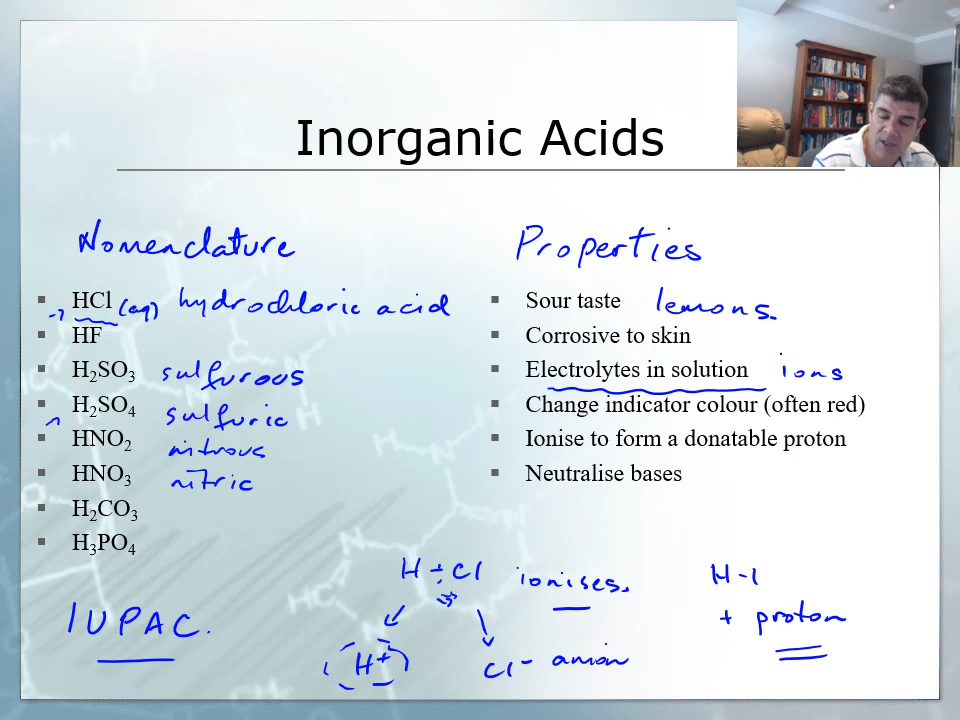 Inorganic Acids
Nomenclature
HCl (aq) hydrochloric acid
HF
H₂SO₃ sulfurous
H₂SO₄ sulfuric
HNO₂ nitrous
HNO₃ nitric
H₂CO₃
H₃PO₄
IUPAC.
Properties
Sour taste lemons.
Corrosive to skin
Electrolytes in solution ions
Change indicator colour (often red)
Ionise to form a donatable proton
Neutralise bases
H Cl ionises.
H⁺ Cl⁻ anion
H-1
+ proton